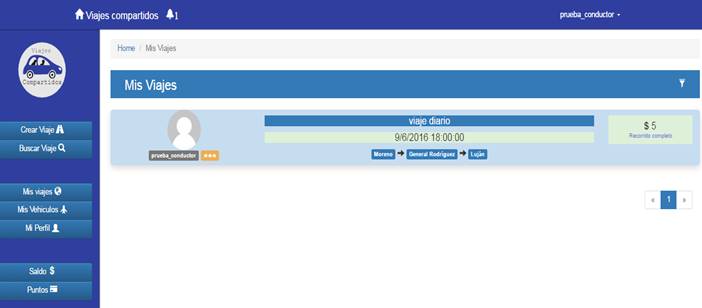 Viajes compartidos 1
prueba_conductor
Viajes
Compartidos
Home / Mis Viajes
Mis Viajes
Crear Viaje
Buscar Viaje
Mis viajes
Mis Vehiculos
Mi Perfil
Saldo $
Puntos
viaje diario
9/6/2016 18:00:00
prueba_conductor
Moreno General Rodriguez Luján
$ 5
Recorrido completo
« 1 »